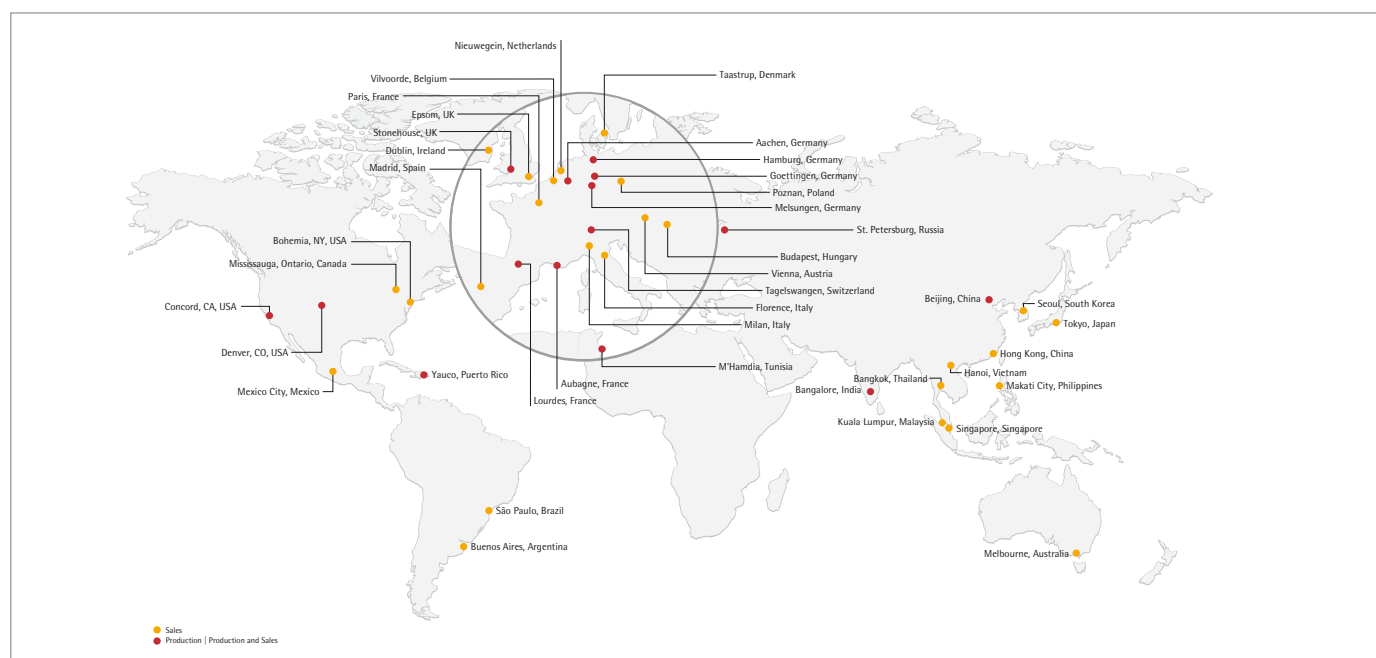 Nieuwegein, Netherlands
Taastrup, Denmark
Vilvoorde, Belgium
Paris, France
Epsom, UK
Stonehouse, UK
Dublin, Ireland
Madrid, Spain
Aachen, Germany
Hamburg, Germany
Goettingen, Germany
Poznan, Poland
Melsungen, Germany
St. Petersburg, Russia
Bohemia, NY, USA
Mississauga, Ontario, Canada
Concord, CA, USA
Denver, CO, USA
Mexico City, Mexico
Yauco, Puerto Rico
Budapest, Hungary
Vienna, Austria
Tagelswangen, Switzerland
Florence, Italy
Milan, Italy
M'Hamdia, Tunisia
Aubagne, France
Lourdes, France
Beijing, China
Seoul, South Korea
Tokyo, Japan
Hong Kong, China
Hanoi, Vietnam
Bangkok, Thailand
Makati City, Philippines
Bangalore, India
Kuala Lumpur, Malaysia
Singapore, Singapore
São Paulo, Brazil
Buenos Aires, Argentina
Melbourne, Australia
Sales
Production | Production and Sales